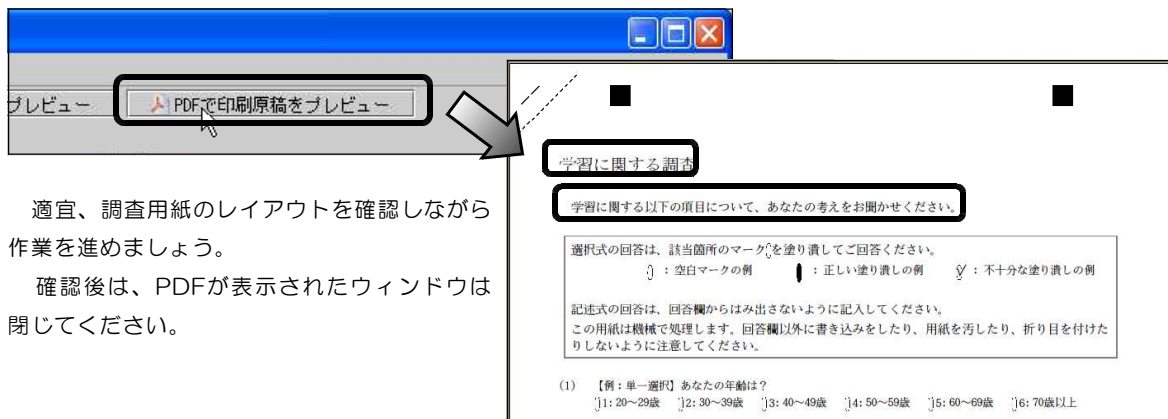 プレビュー
PDFで印刷原稿をプレビュー
適宜、調査用紙のレイアウトを確認しながら
作業を進めましょう。
確認後は、PDFが表示されたウィンドウは
閉じてください。
学習に関する調査
学習に関する以下の項目について、あなたの考えをお聞かせください。
選択式の回答は、該当箇所のマークを塗り潰してご回答ください。
：空白マークの例 ：正しい塗り潰しの例 ：不十分な塗り潰しの例
記述式の回答は、回答欄からはみ出さないように記入してください。
この用紙は機械で処理します。回答欄以外に書き込みをしたり、用紙を汚したり、折り目を付けた
りしないように注意してください。
(1) 【例：単一選択】あなたの年齢は？
1:20～29歳 2:30～39歳 3:40～49歳 4:50～59歳 5:60～69歳 6:70歳以上